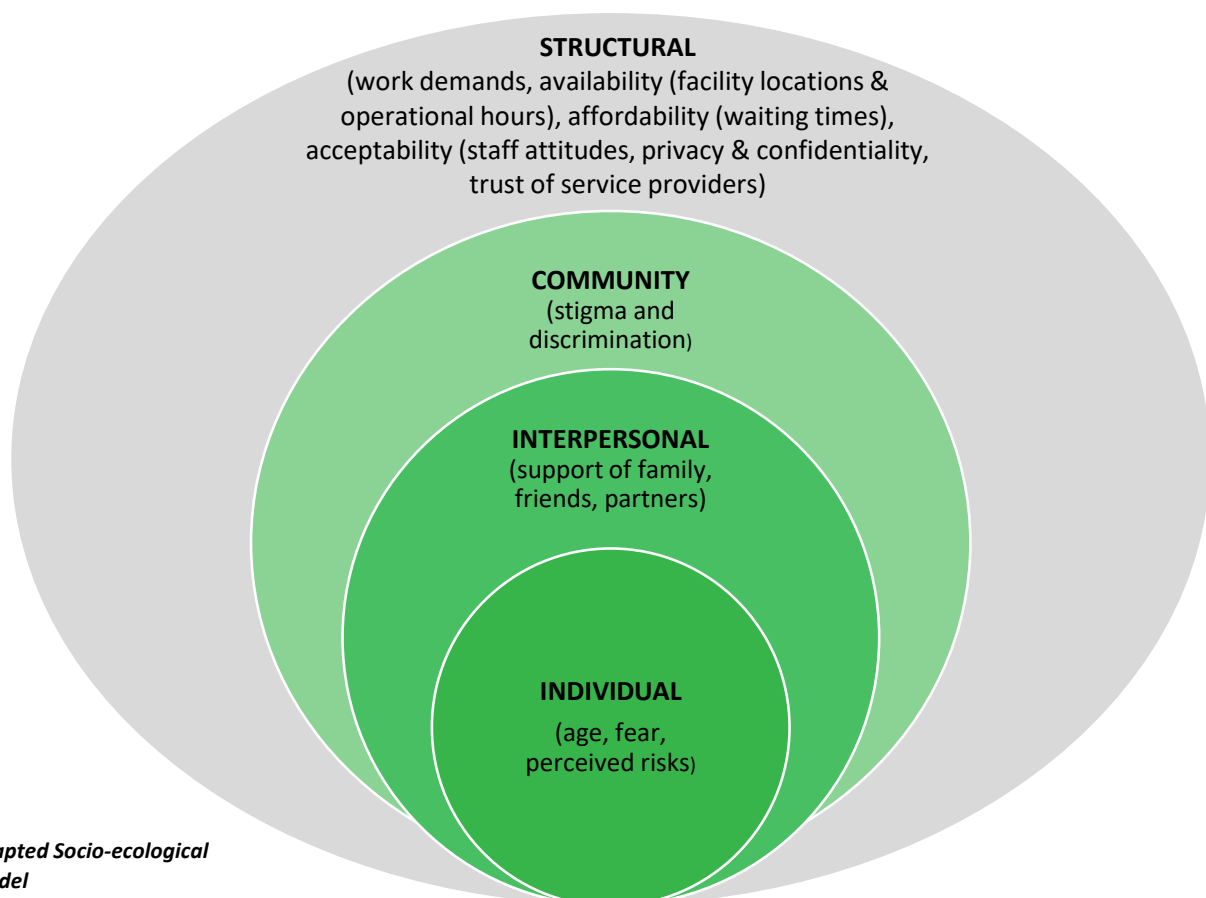 STRUCTURAL
(work demands, availability (facility locations &
operational hours), affordability (waiting times),
acceptability (staff attitudes, privacy & confidentiality,
trust of service providers)
COMMUNITY
(stigma and
discrimination)
INTERPERSONAL
(support of family,
friends, partners)
INDIVIDUAL
(age, fear,
perceived risks)
apted Socio-ecological
del